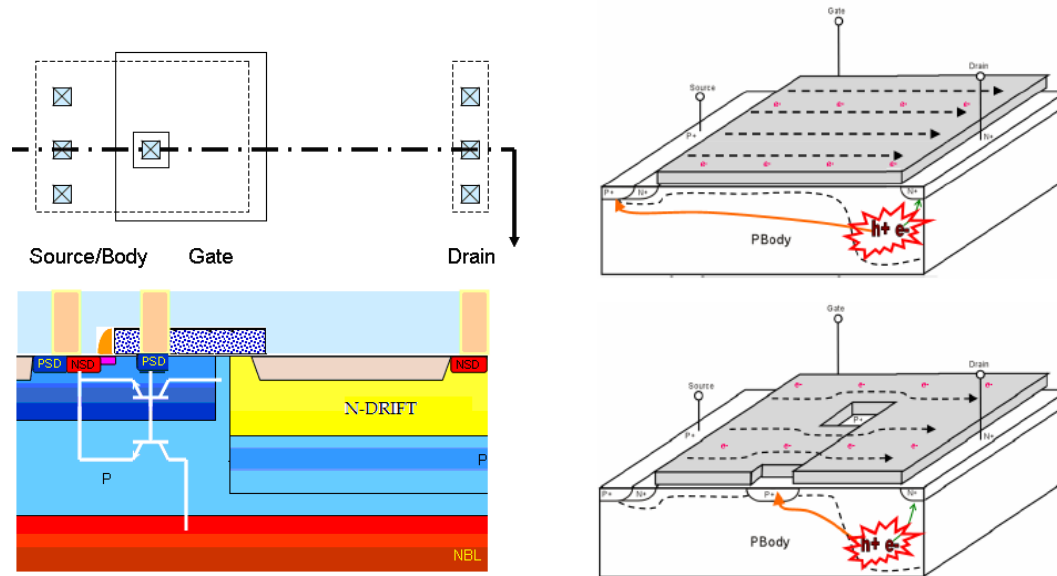 Source/Body Gate Drain
PSD NSD PSD NSD
N-DRIFT
P
P
NBL
Gate
Drain
Source
P+
N+
e- e- e- e-
e- e- e- e-
P+ N+ N+
h+ e-
PBody
Gate
Drain
Source
P+
P+
N+
e- e- e-
e- e- e-
P+ N+ P+ N+
h+ e-
PBody